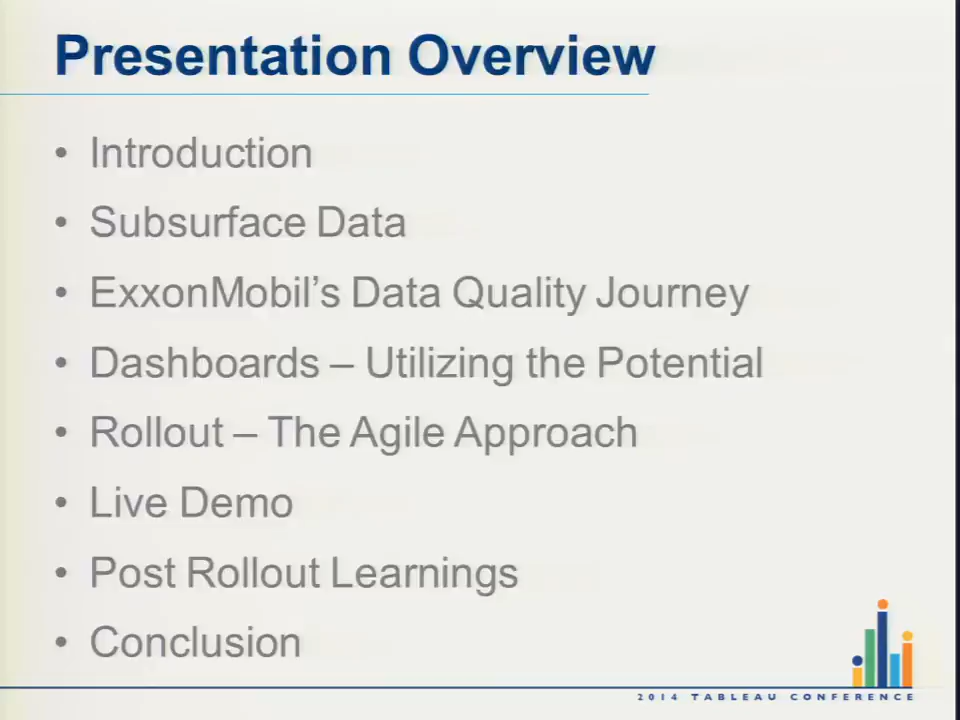 Presentation Overview
• Introduction
• Subsurface Data
• ExxonMobil’s Data Quality Journey
• Dashboards – Utilizing the Potential
• Rollout – The Agile Approach
• Live Demo
• Post Rollout Learnings
• Conclusion
2014 TABLEAU CONFERENCE